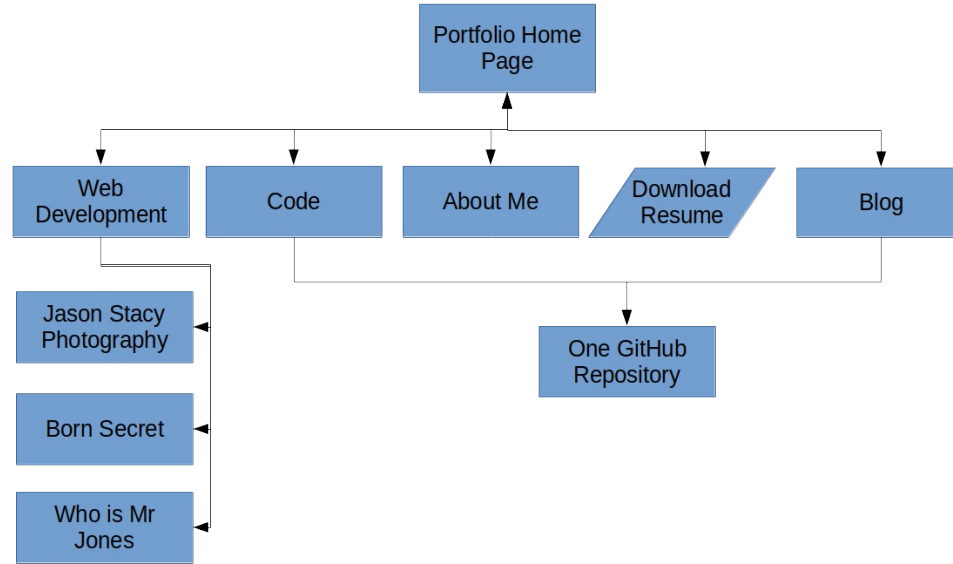 Portfolio Home
Page
Web
Development
Code
About Me
Download
Resume
Blog
Jason Stacy
Photography
One GitHub
Repository
Born Secret
Who is Mr
Jones